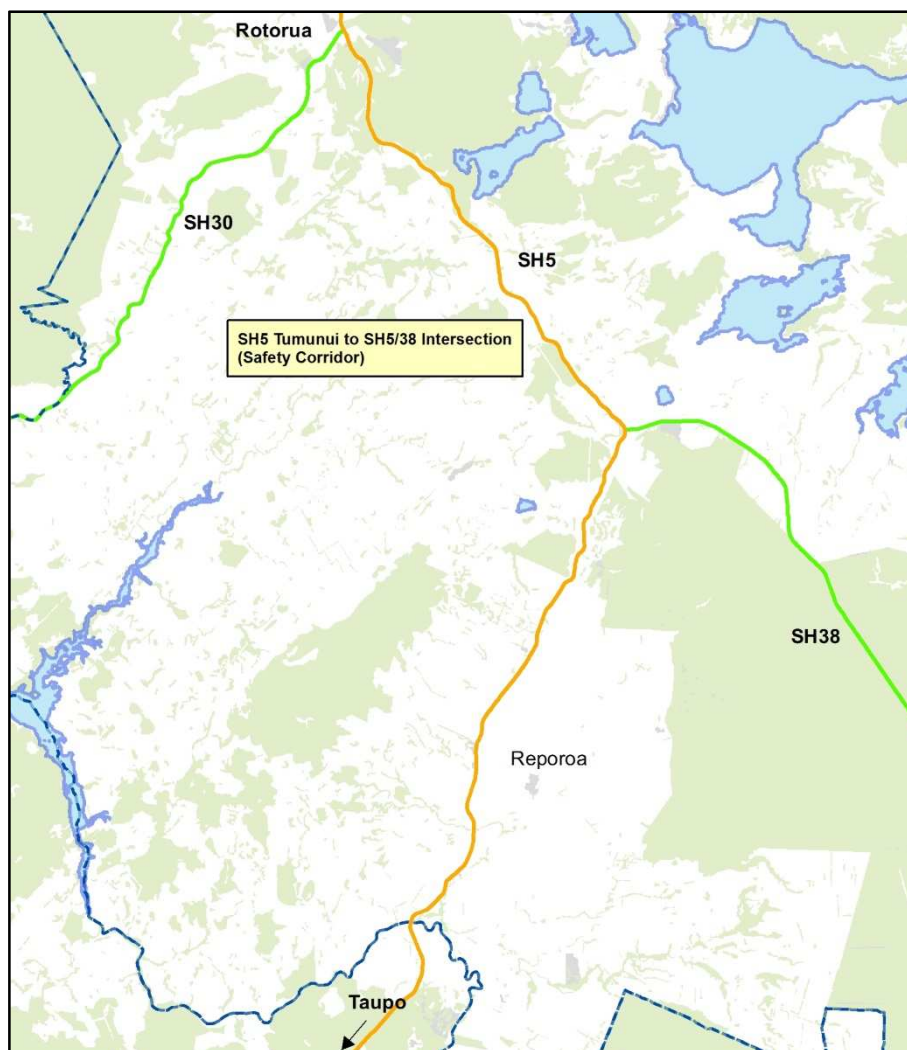 Rotorua
SH30
SH5
SH5 Tumunui to SH5/38 Intersection
(Safety Corridor)
SH38
Reporoa
Taupo